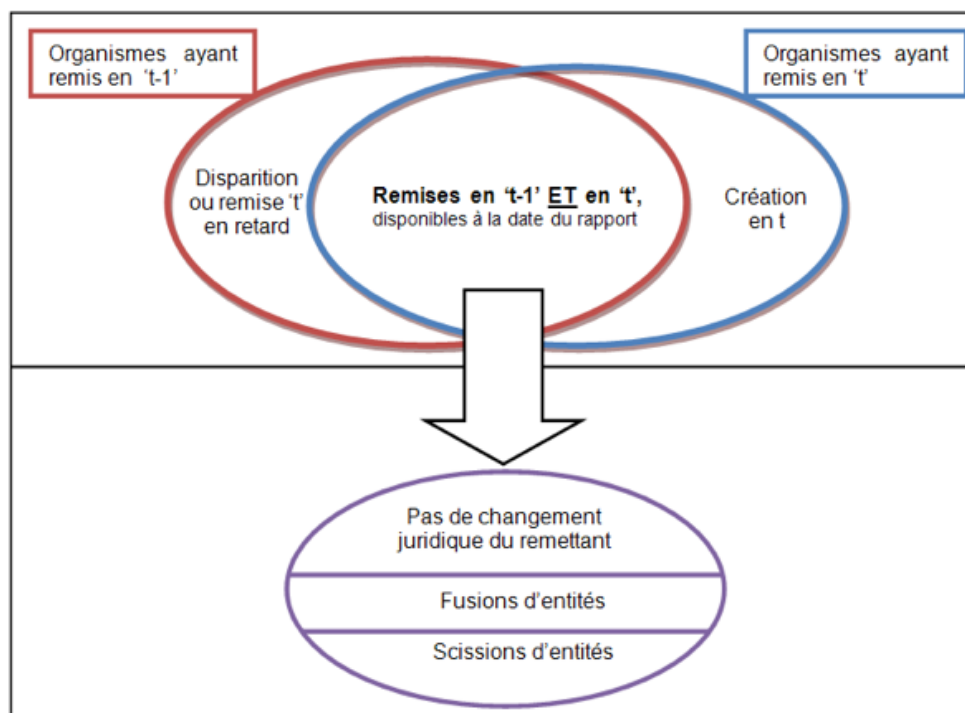 Organismes ayant
remis en ‘t-1’
Organismes ayant
remis en ‘t’
Disparition
ou remise ‘t’
en retard
Remises en ‘t-1’ ET en ‘t’,
disponibles à la date du rapport
Création
en t
Pas de changement
juridique du remettant
Fusions d’entités
Scissions d’entités